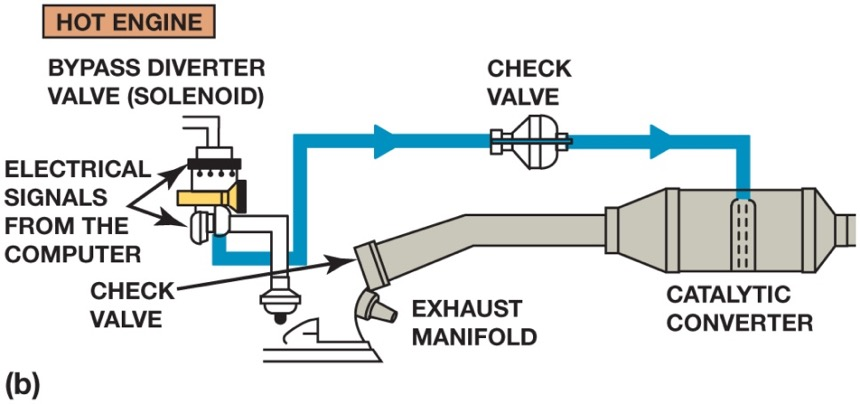 HOT ENGINE
BYPASS DIVERTER
VALVE (SOLENOID)
CHECK
VALVE
ELECTRICAL
SIGNALS
FROM THE
COMPUTER
CHECK
VALVE
EXHAUST
MANIFOLD
CATALYTIC
CONVERTER
(b)